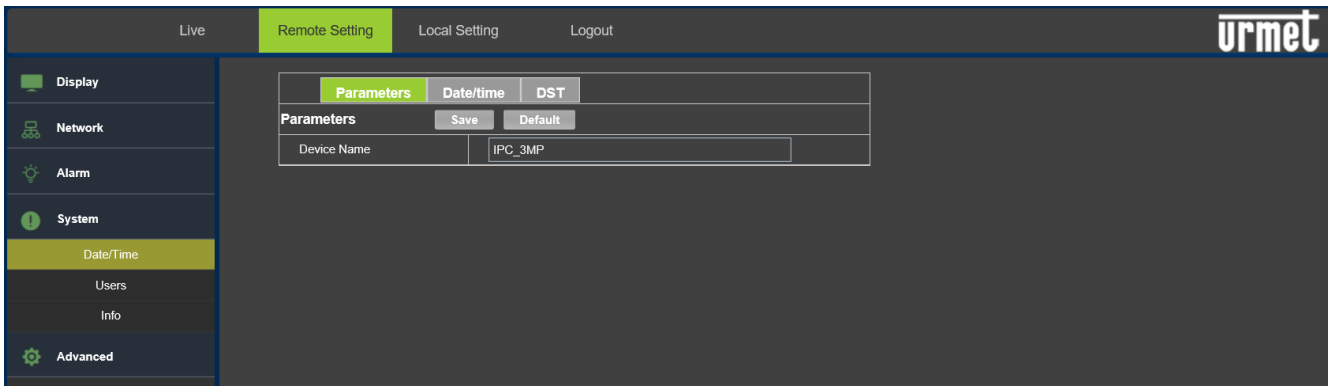 Live Remote Setting Local Setting Logout urmet
Display
Network
Alarm
System
Date/Time
Users
Info
Advanced
Parameters Date/time DST
Parameters Save Default
Device Name IPC_3MP